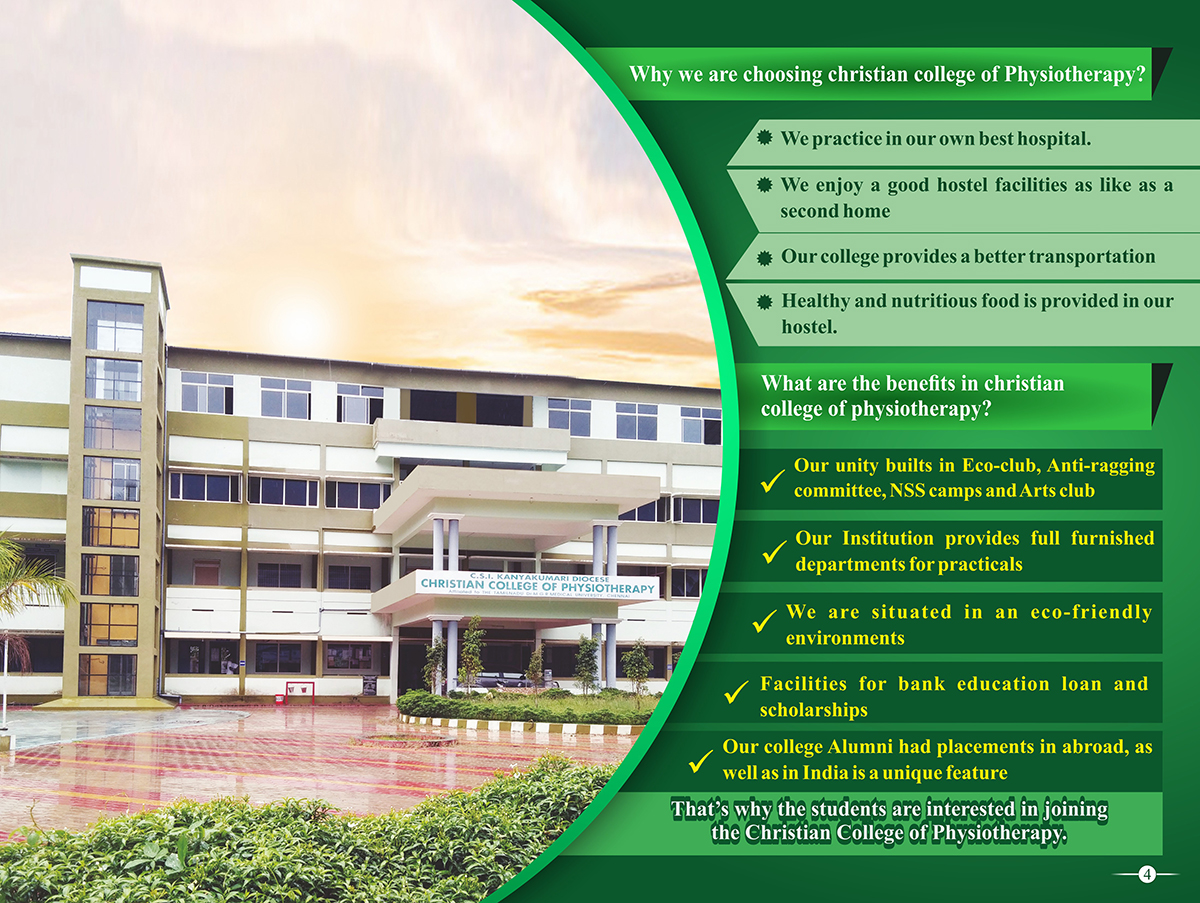 Why we are choosing christian college of Physiotherapy?
We practice in our own best hospital.
We enjoy a good hostel facilities as like as a
second home
Our college provides a better transportation
Healthy and nutritious food is provided in our
hostel.
What are the benefits in christian
college of physiotherapy?
Our unity builts in Eco-club, Anti-ragging
committee, NSS camps and Arts club
Our Institution provides full furnished
departments for practicals
We are situated in an eco-friendly
environments
Facilities for bank education loan and
scholarships
Our college Alumni had placements in abroad, as
well as in India is a unique feature
That's why the students are interested in joining
the Christian College of Physiotherapy.
C.S.I. KANYAKUMARI DIOCESE
CHRISTIAN COLLEGE OF PHYSIOTHERAPY
MEDICAL UNIVERSITY, CHENNAI
4